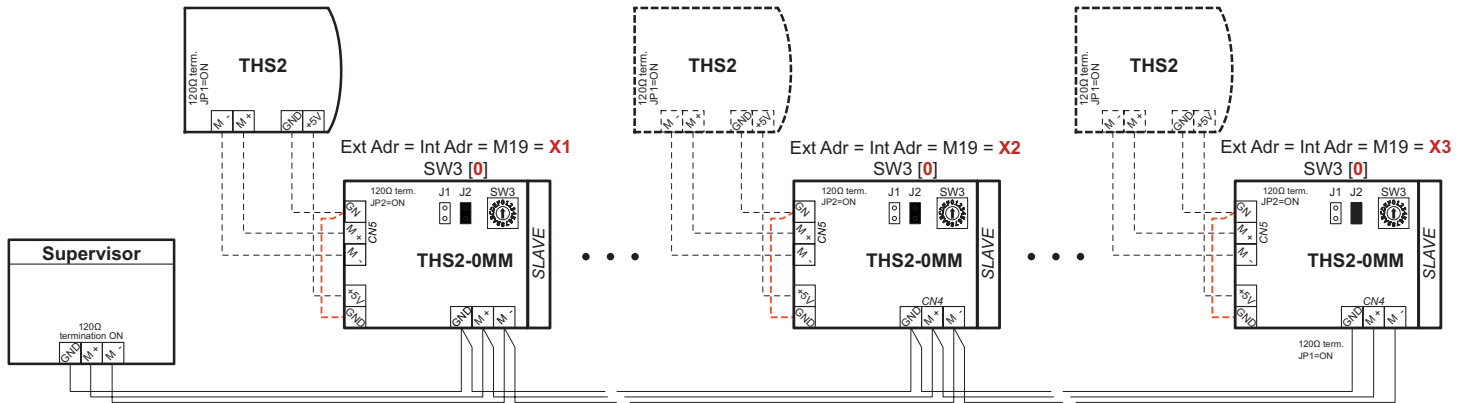 120Ω term.
JP1=ON
THS2
M - M + GND +5V
Ext Adr = Int Adr = M19 = X1
SW3 [0]
120Ω term.
JP2=ON
J1 J2 SW3
GN
M +
M -
CN5
+5V
GND
THS2-0MM
SLAVE
GND M + M -
120Ω term.
JP1=ON
THS2
M - M + GND +5V
Ext Adr = Int Adr = M19 = X2
SW3 [0]
120Ω term.
JP2=ON
J1 J2 SW3
GN
M +
M -
CN5
+5V
GND
THS2-0MM
SLAVE
CN4
GND M + M -
120Ω term.
JP1=ON
THS2
M - M + GND +5V
Ext Adr = Int Adr = M19 = X3
SW3 [0]
120Ω term.
JP2=ON
J1 J2 SW3
GN
M +
M -
CN5
+5V
GND
THS2-0MM
SLAVE
CN4
GND M + M -
120Ω term.
JP1=ON
Supervisor
120Ω
termination ON
GND M + M -